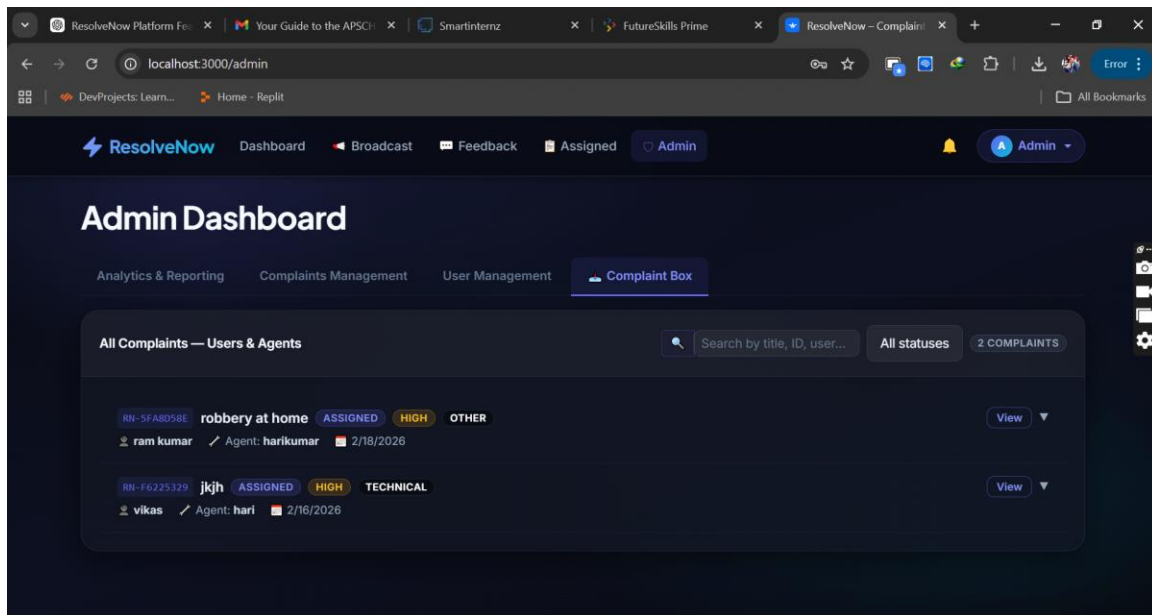 ResolveNow Platform Fe
Your Guide to the APSCH
Smartinternz
FutureSkills Prime
ResolveNow – Complaint
localhost:3000/admin
Error
DevProjects: Learn...
Home - Replit
All Bookmarks
ResolveNow Dashboard Broadcast Feedback Assigned Admin A Admin
Admin Dashboard
Analytics & Reporting Complaints Management User Management Complaint Box
All Complaints — Users & Agents Search by title, ID, user... All statuses 2 COMPLAINTS
RN-5FA8D58E robbery at home ASSIGNED HIGH OTHER View
ram kumar Agent: harikumar 2/18/2026
RN-F6225329 jkjh ASSIGNED HIGH TECHNICAL View
vikas Agent: hari 2/16/2026